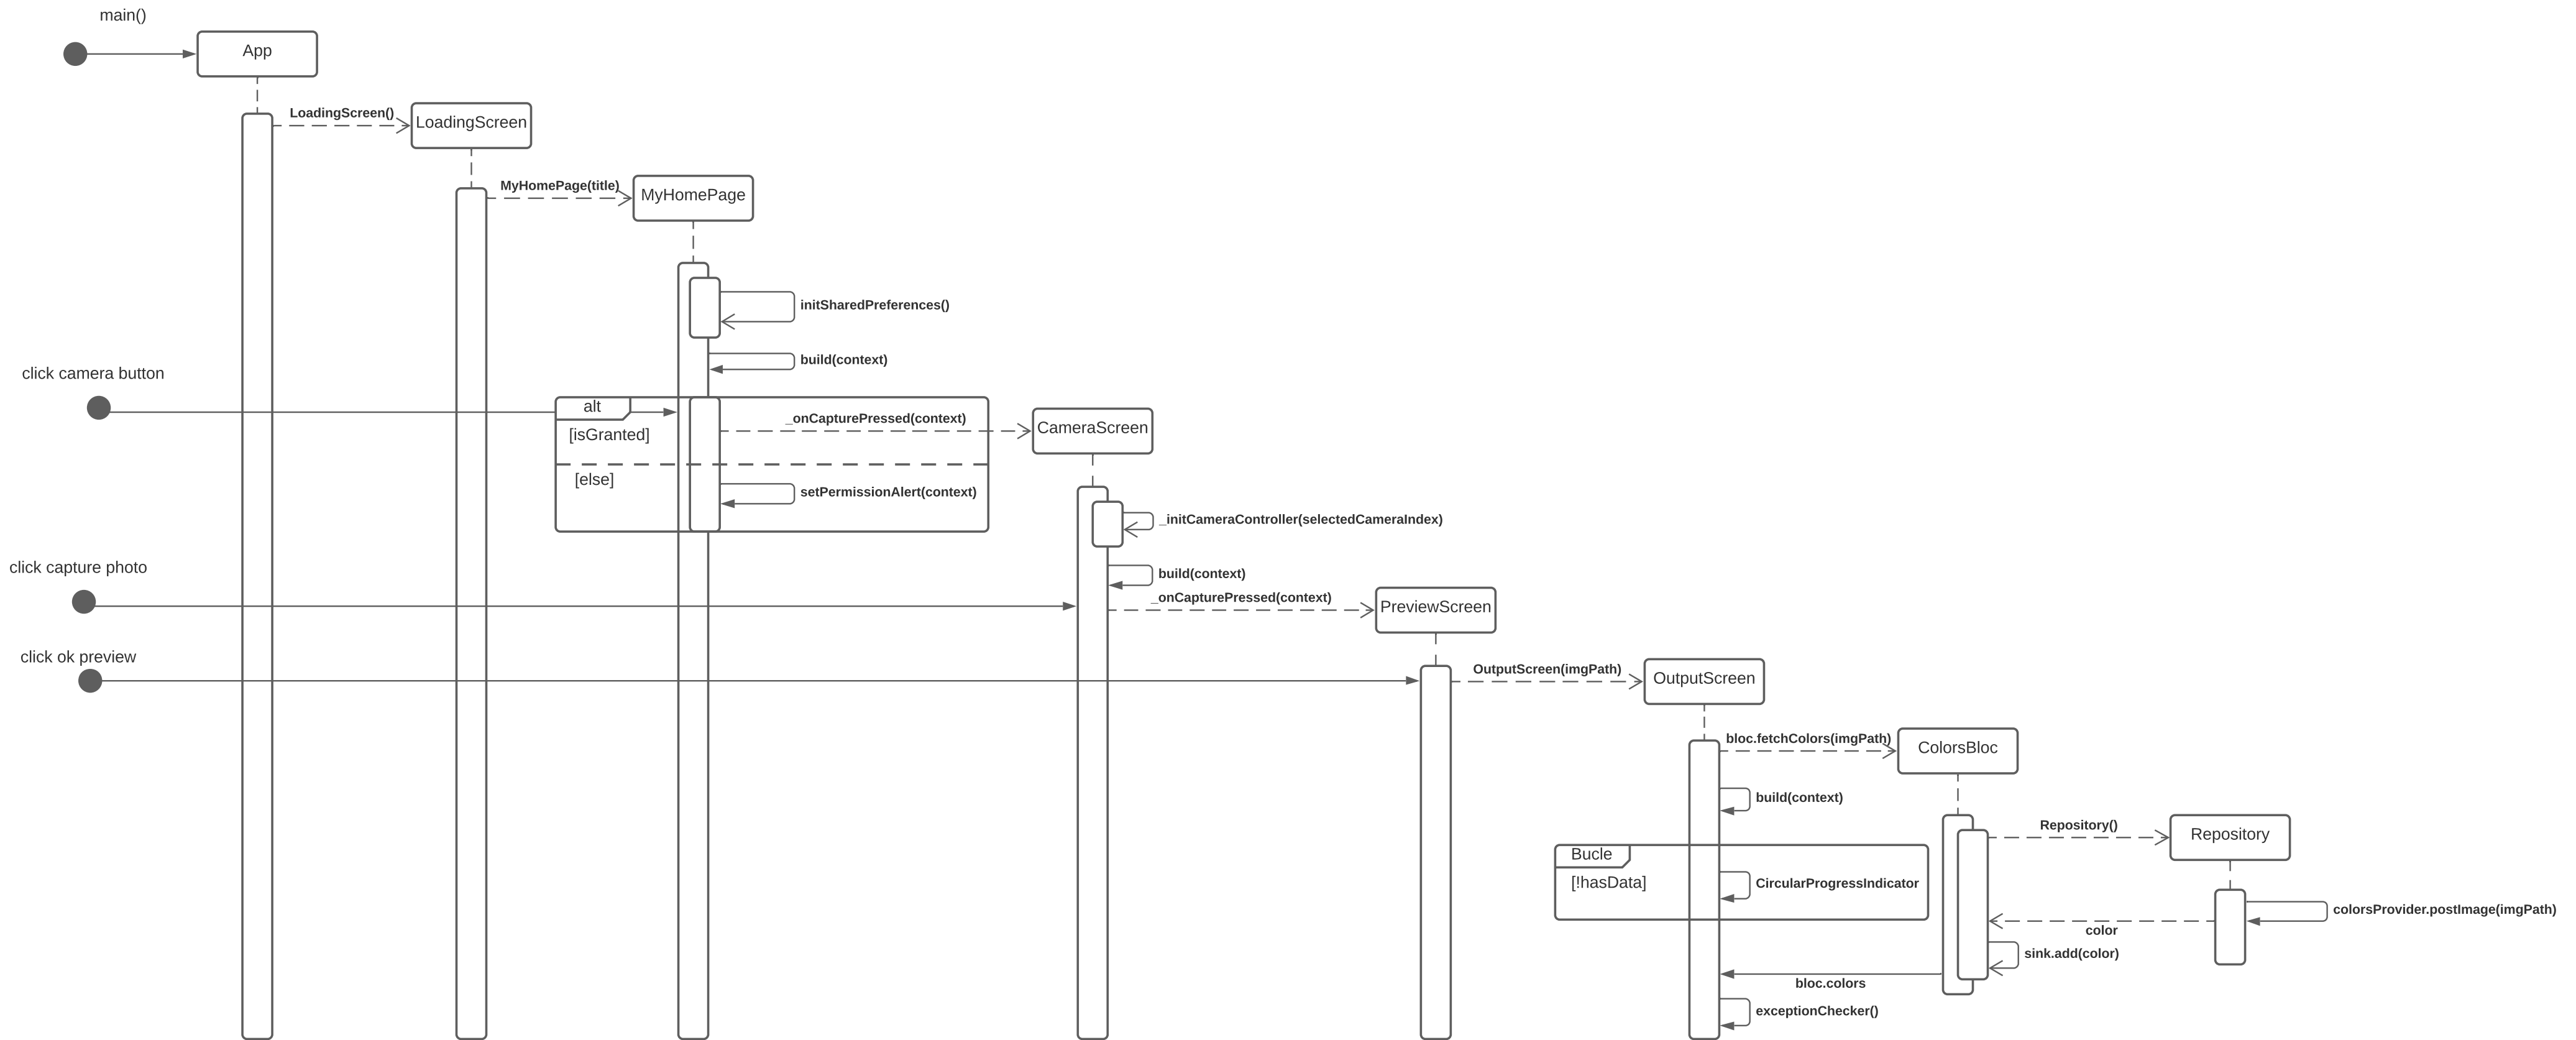 main()
App
LoadingScreen()
LoadingScreen
MyHomePage(title)
MyHomePage
initSharedPreferences()
build(context)
click camera button
alt
[isGranted]
_onCapturePressed(context)
CameraScreen
[else]
setPermissionAlert(context)
_initCameraController(selectedCameraIndex)
click capture photo
build(context)
_onCapturePressed(context)
PreviewScreen
click ok preview
OutputScreen(imgPath)
OutputScreen
bloc.fetchColors(imgPath)
ColorsBloc
build(context)
Repository()
Repository
Bucle
[!hasData]
CircularProgressIndicator
colorsProvider.postImage(imgPath)
color
sink.add(color)
bloc.colors
exceptionChecker()